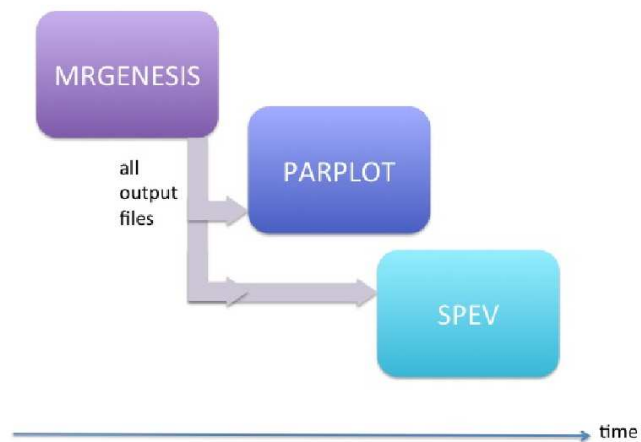 MRGENESIS
all
output
files
PARPLOT
SPEV
time